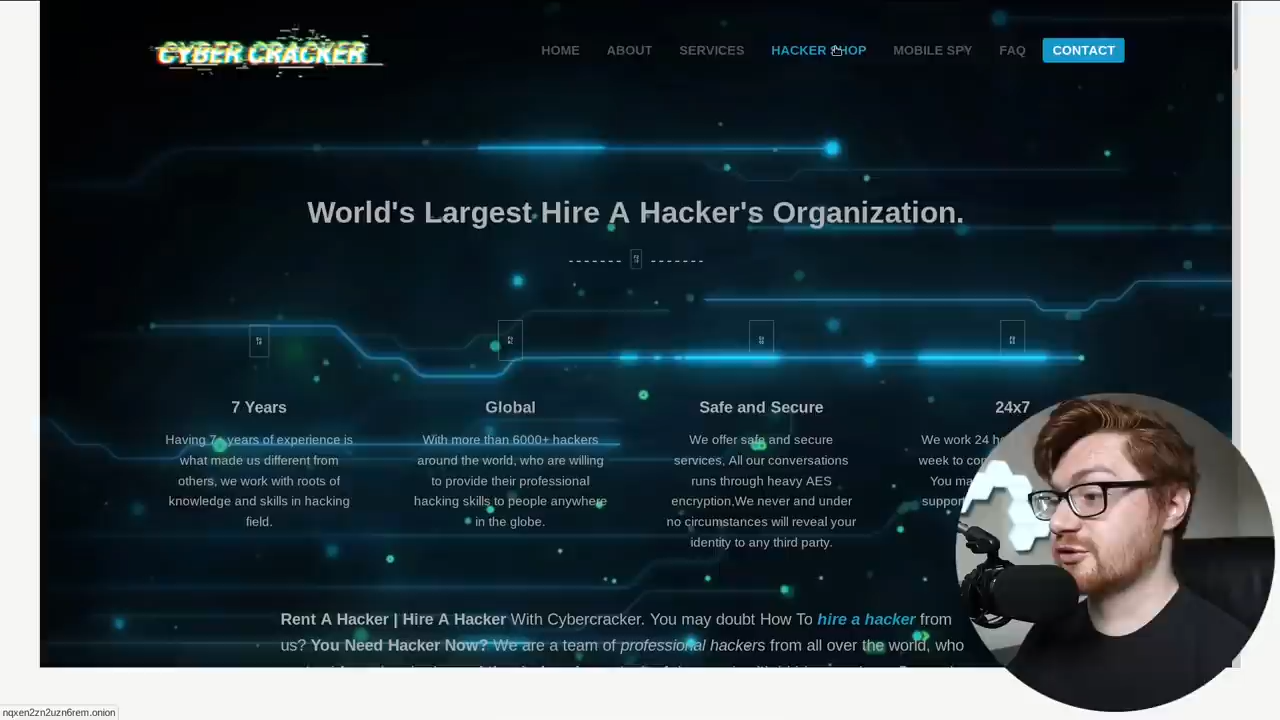 CYBER CRACKER
HOME ABOUT SERVICES HACKER SHOP MOBILE SPY FAQ CONTACT
World's Largest Hire A Hacker's Organization.
7 Years
Having 7+ years of experience is
what made us different from
others, we work with roots of
knowledge and skills in hacking
field.
Global
With more than 6000+ hackers
around the world, who are willing
to provide their professional
hacking skills to people anywhere
in the globe.
Safe and Secure
We offer safe and secure
services, All our conversations
runs through heavy AES
encryption,We never and under
no circumstances will reveal your
identity to any third party.
24x7
We work 24
week to
You
Rent A Hacker | Hire A Hacker With Cybercracker. You may doubt How To hire a hacker from
us? You Need Hacker Now? We are a team of professional hackers from all over the world, who
nqxen2zn2uzn6rem.onion